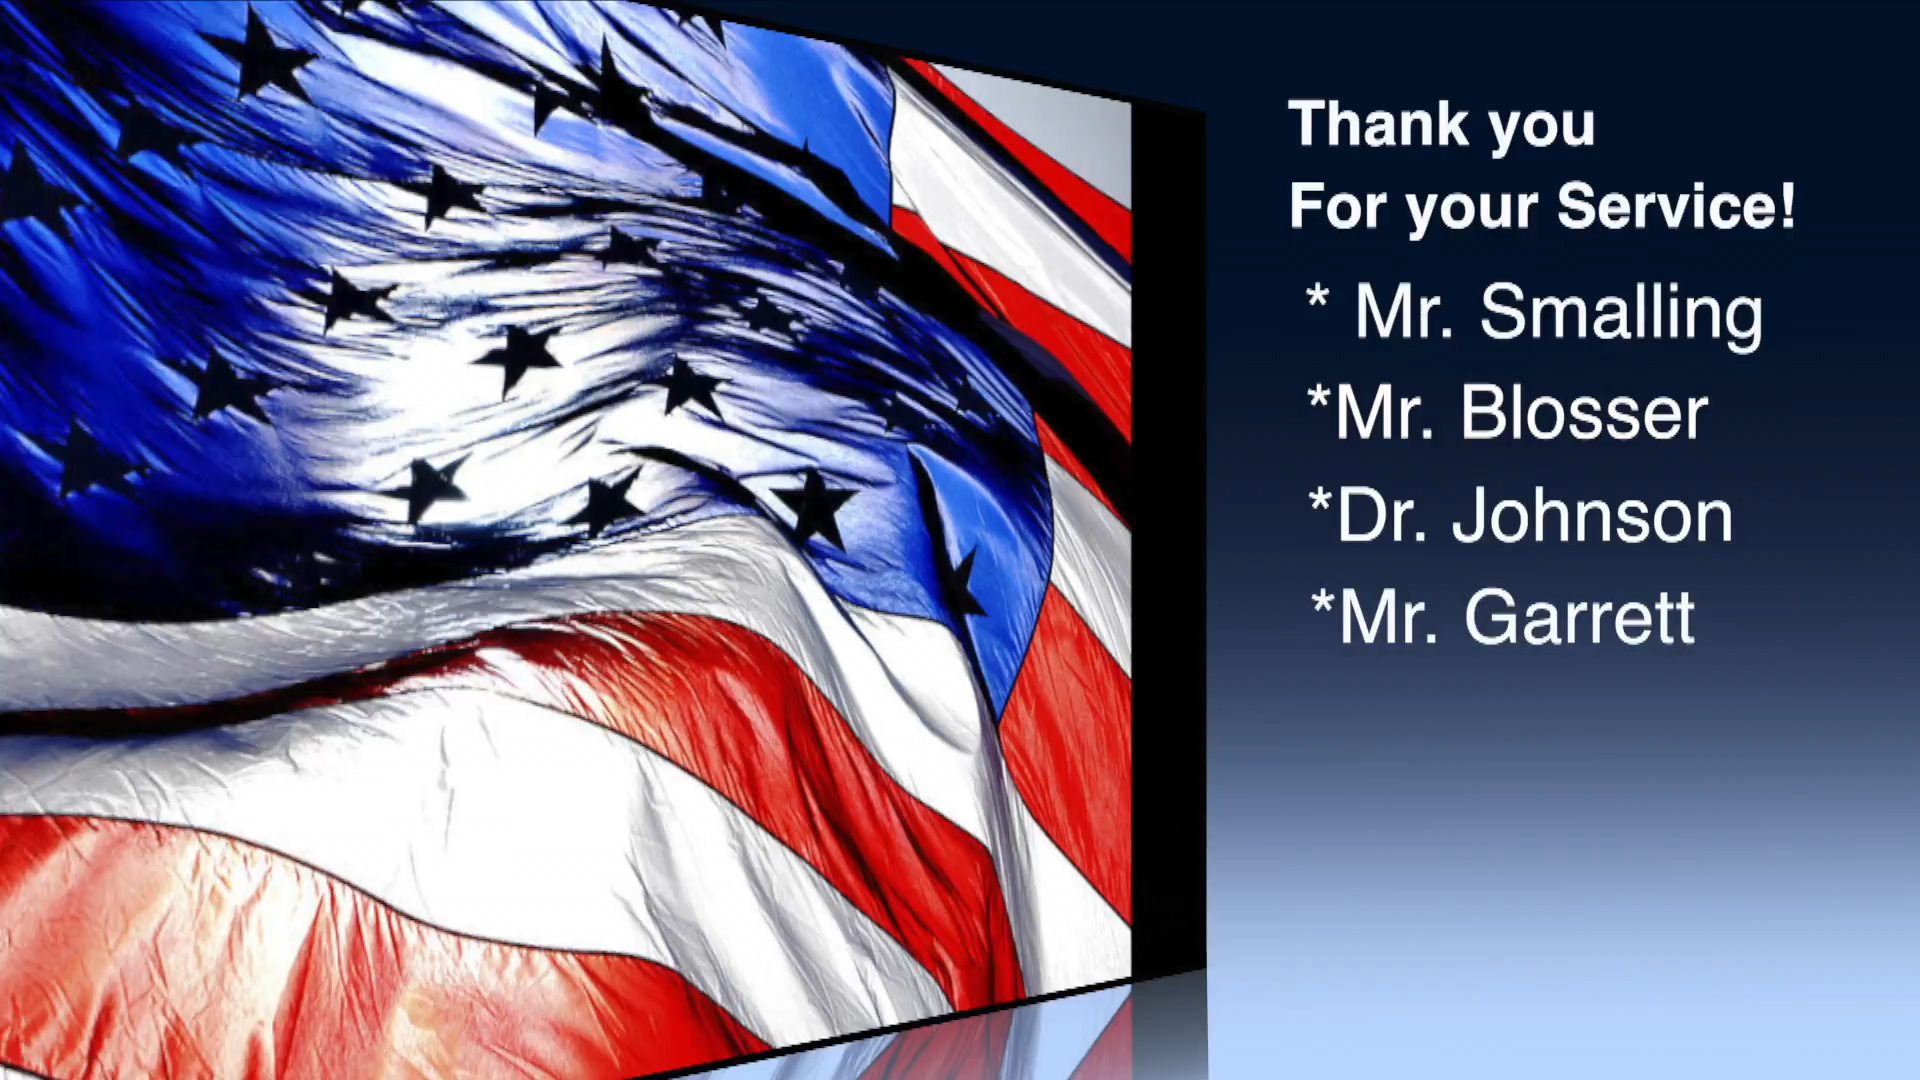 Thank you
For your Service!
* Mr. Smalling
*Mr. Blosser
*Dr. Johnson
*Mr. Garrett